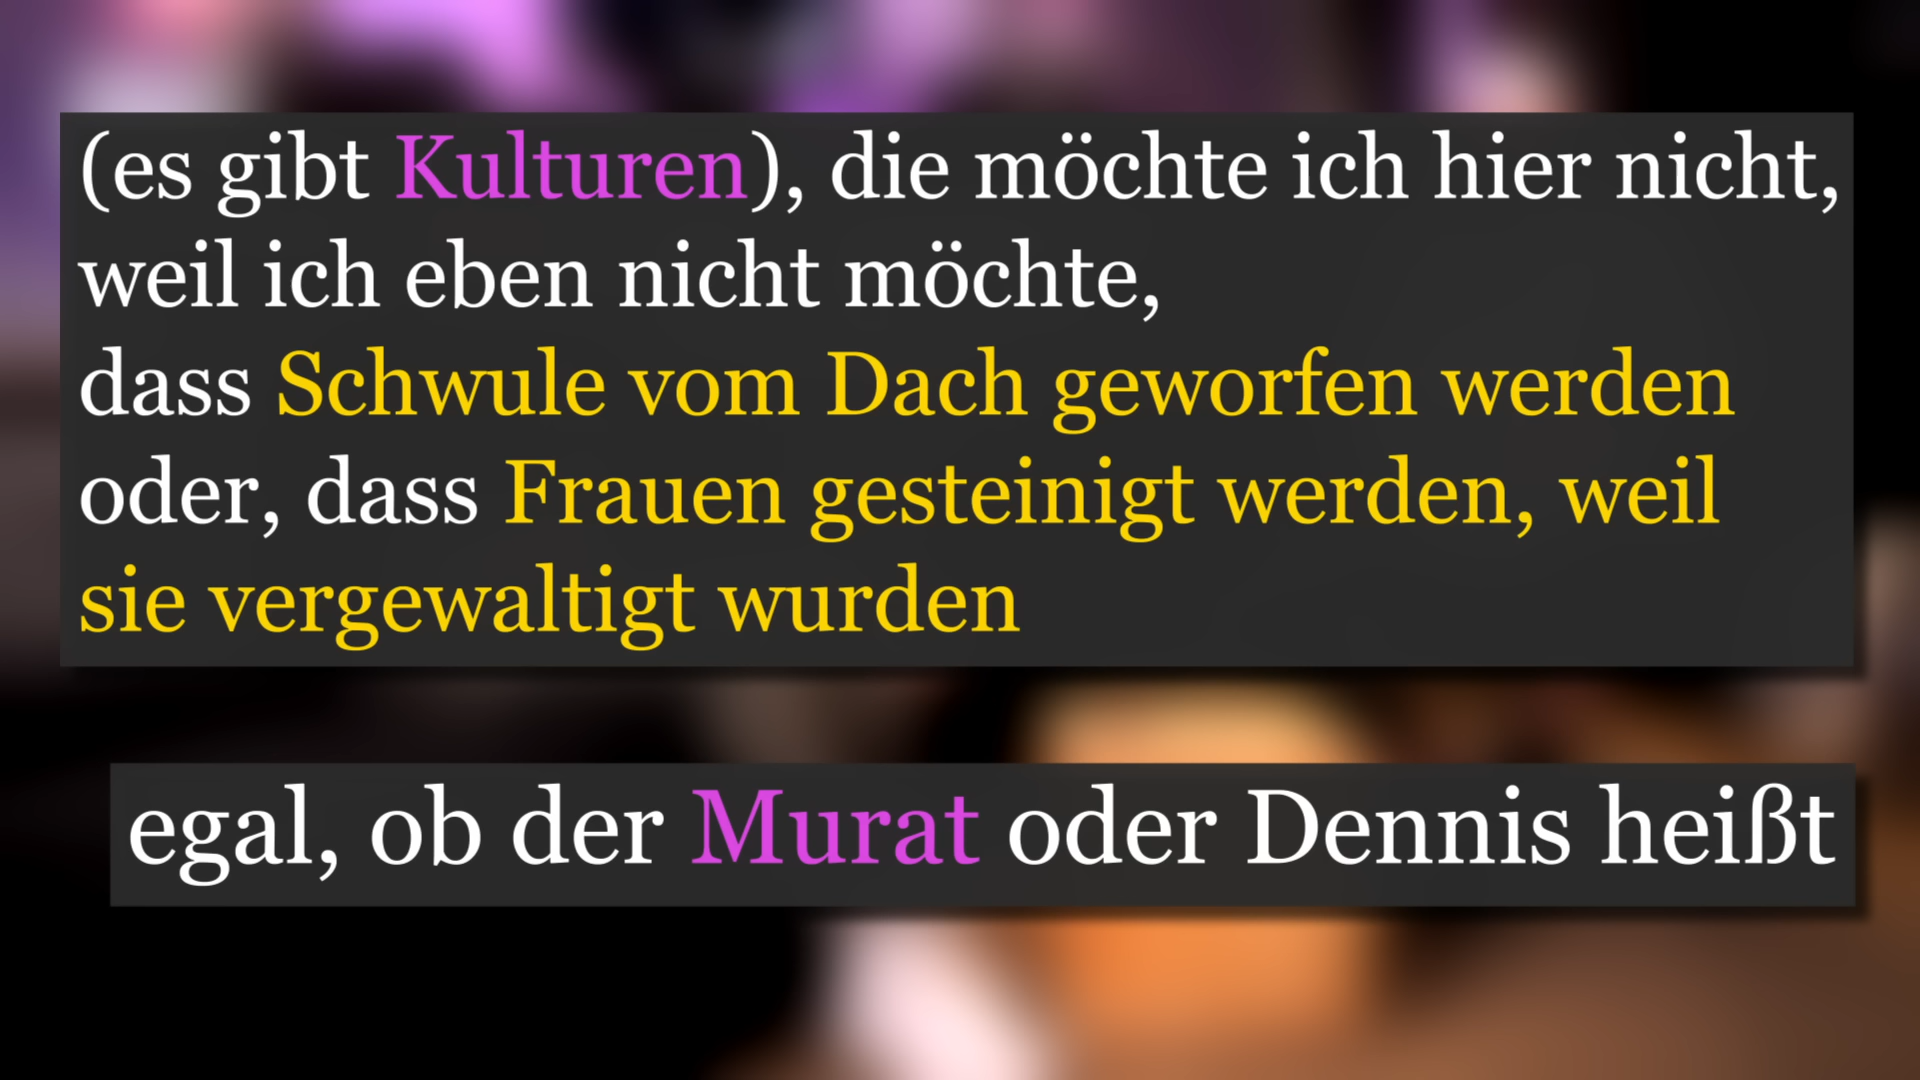 (es gibt Kulturen), die möchte ich hier nicht,
weil ich eben nicht möchte,
dass Schwule vom Dach geworfen werden
oder, dass Frauen gesteinigt werden, weil
sie vergewaltigt wurden
egal, ob der Murat oder Dennis heißt